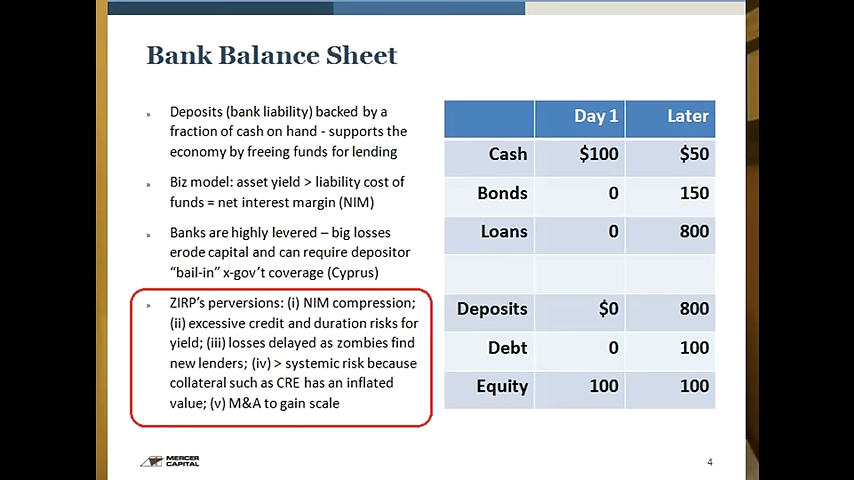 Bank Balance Sheet
Deposits (bank liability) backed by a
fraction of cash on hand - supports the
economy by freeing funds for lending
Biz model: asset yield > liability cost of
funds = net interest margin (NIM)
Banks are highly levered – big losses
erode capital and can require depositor
“bail-in” x-gov’t coverage (Cyprus)
ZIRP’s perversions: (i) NIM compression;
(ii) excessive credit and duration risks for
yield; (iii) losses delayed as zombies find
new lenders; (iv) > systemic risk because
collateral such as CRE has an inflated
value; (v) M&A to gain scale
Day 1 Later
Cash $100 $50
Bonds 0 150
Loans 0 800
Deposits $0 800
Debt 0 100
Equity 100 100
MERCER
CAPITAL
4